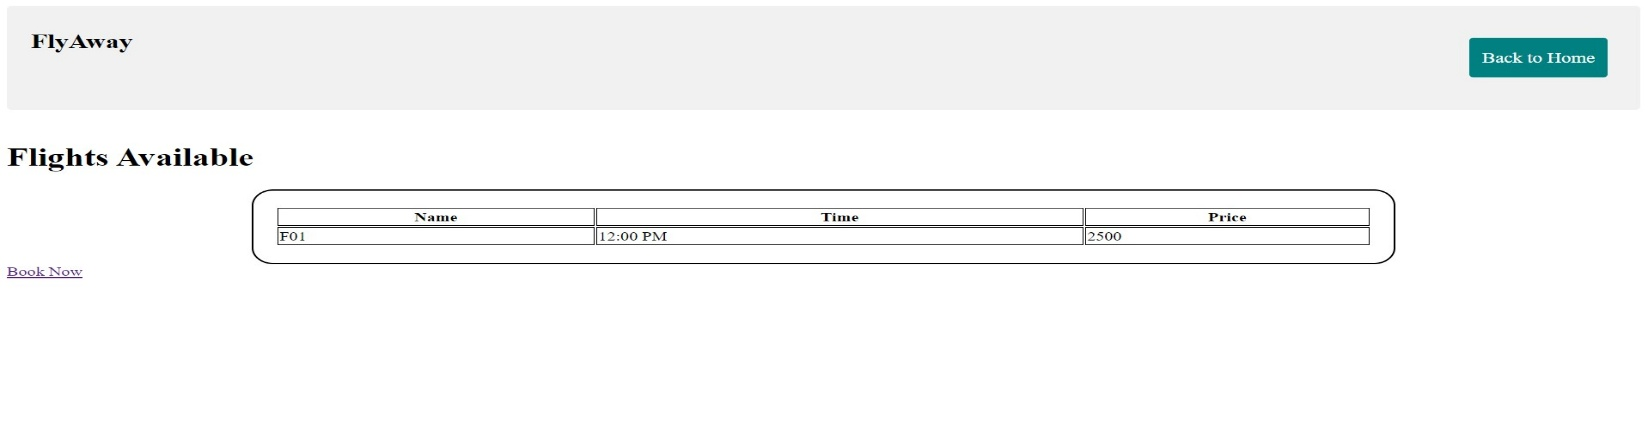 FlyAway
Back to Home
Flights Available
Name Time Price
F01 12:00 PM 2500
Book Now